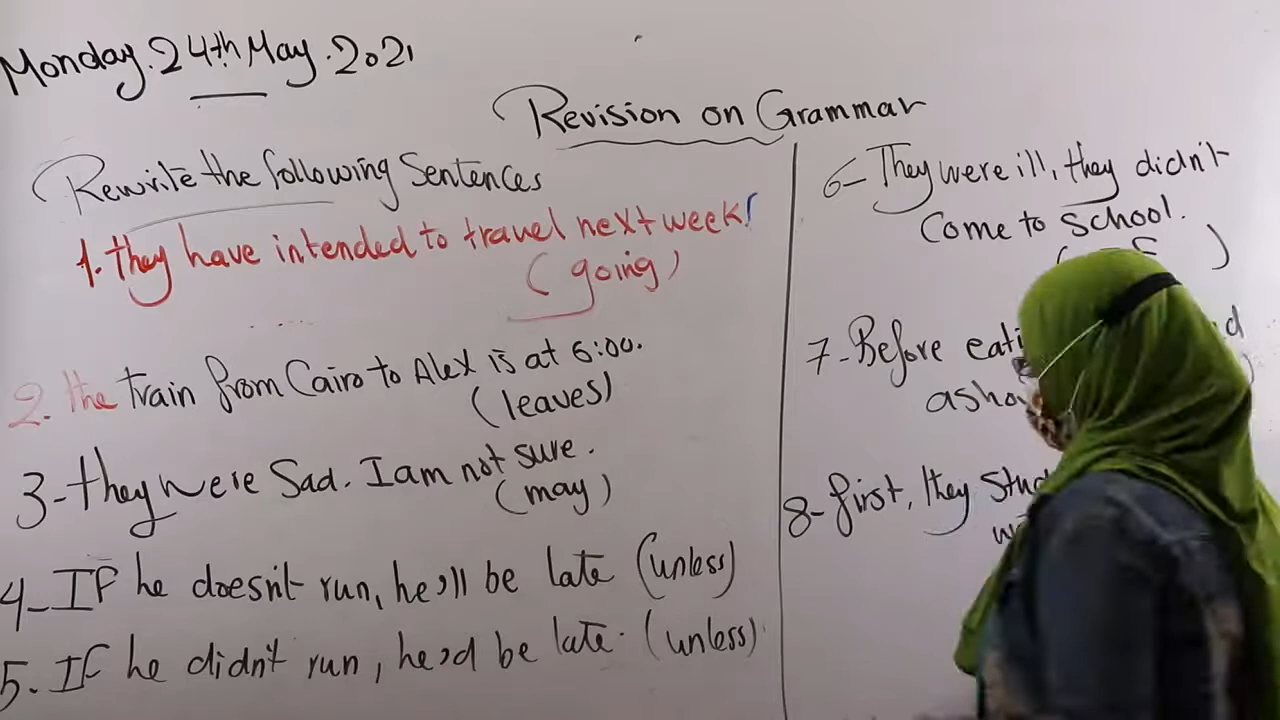 Monday. 24th May. 2021
Revision on Grammar
Rewrite the following Sentences
1. they have intended to travel next week!
(going)
2. the train from Cairo to Alex is at 6:00.
(leaves)
3- they were Sad. I am not sure.
(may)
4- If he doesn't run, he'll be late (unless)
5. If he didn't run, he'd be late. (unless)
6- They were ill, they didn't
Come to School.
7- Before
8- first, they